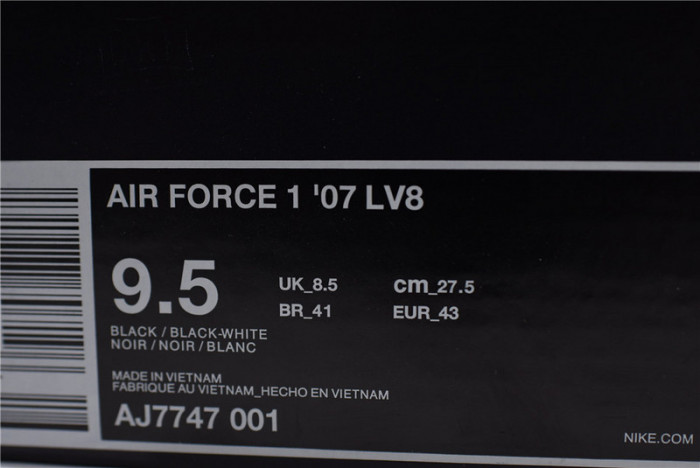 AIR FORCE 1 '07 LV8
9.5
UK_8.5
cm_27.5
BR_41
EUR_43
BLACK / BLACK-WHITE
NOIR / NOIR / BLANC
MADE IN VIETNAM
FABRIQUE AU VIETNAM_HECHO EN VIETNAM
AJ7747 001
NIKE.COM